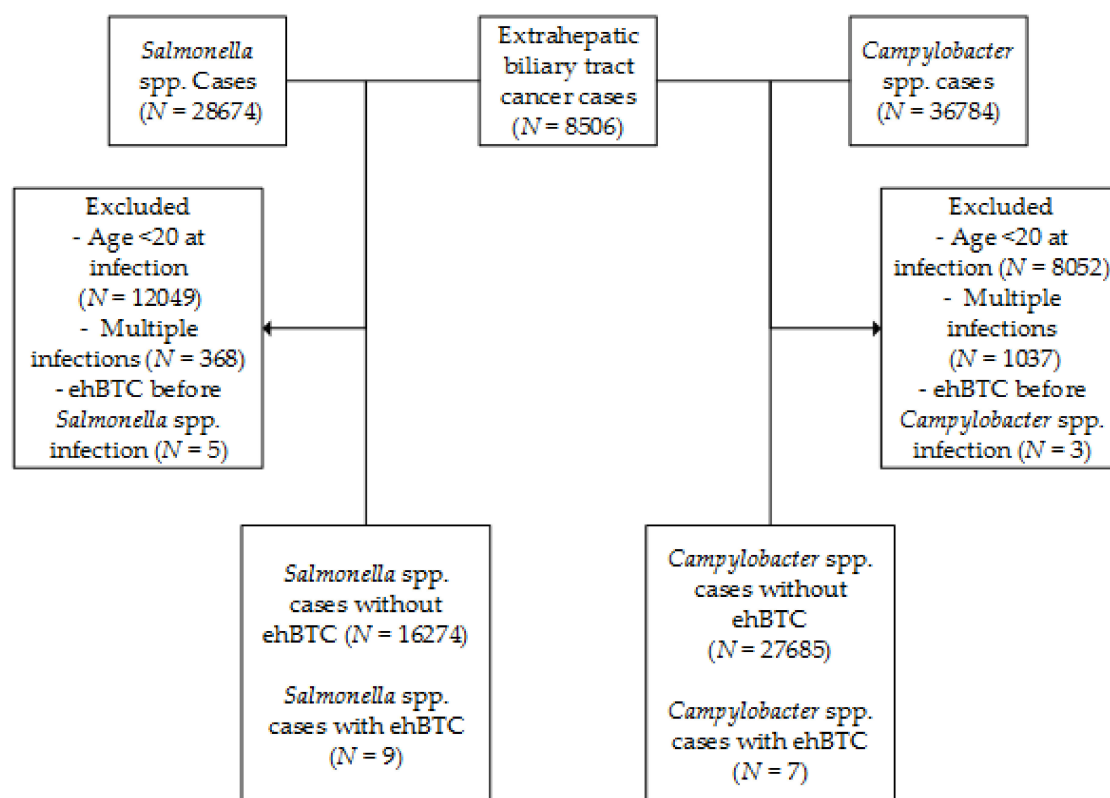 Salmonella
spp. Cases
(N = 28674)
Extrahepatic
biliary tract
cancer cases
(N = 8506)
Campylobacter
spp. cases
(N = 36784)
Excluded
- Age <20 at
infection
(N = 12049)
- Multiple
infections (N = 368)
- ehBTC before
Salmonella spp.
infection (N = 5)
Excluded
- Age <20 at
infection (N = 8052)
- Multiple
infections
(N = 1037)
- ehBTC before
Campylobacter spp.
infection (N = 3)
Salmonella spp.
cases without
ehBTC (N = 16274)
Salmonella spp.
cases with ehBTC
(N = 9)
Campylobacter spp.
cases without
ehBTC
(N = 27685)
Campylobacter spp.
cases with ehBTC
(N = 7)